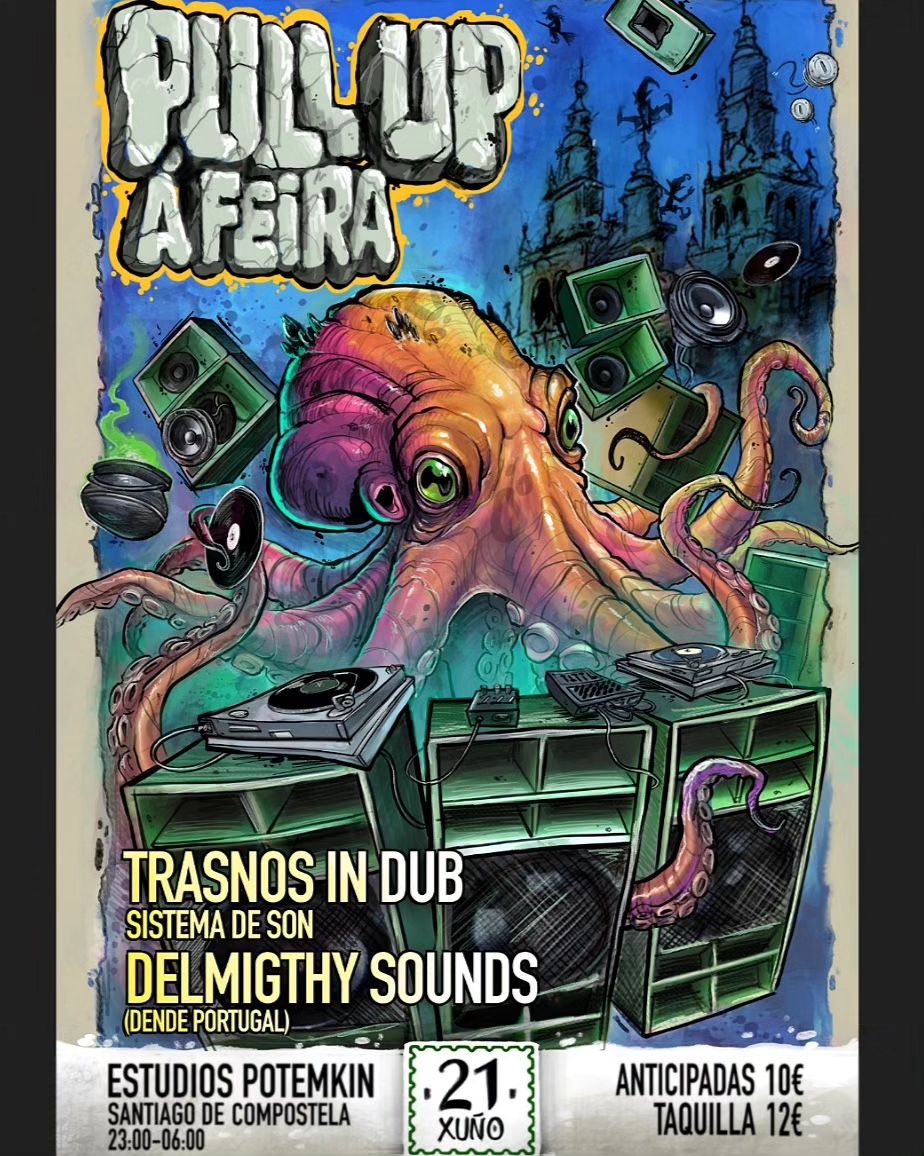 PULL UP
Á FEIRA
TRASNOS IN DUB
SISTEMA DE SON
DELMIGTHY SOUNDS
(DENDE PORTUGAL)
ESTUDIOS POTEMKIN
SANTIAGO DE COMPOSTELA
23:00-06:00
21
XUÑO
ANTICIPADAS 10€
TAQUILLA 12€